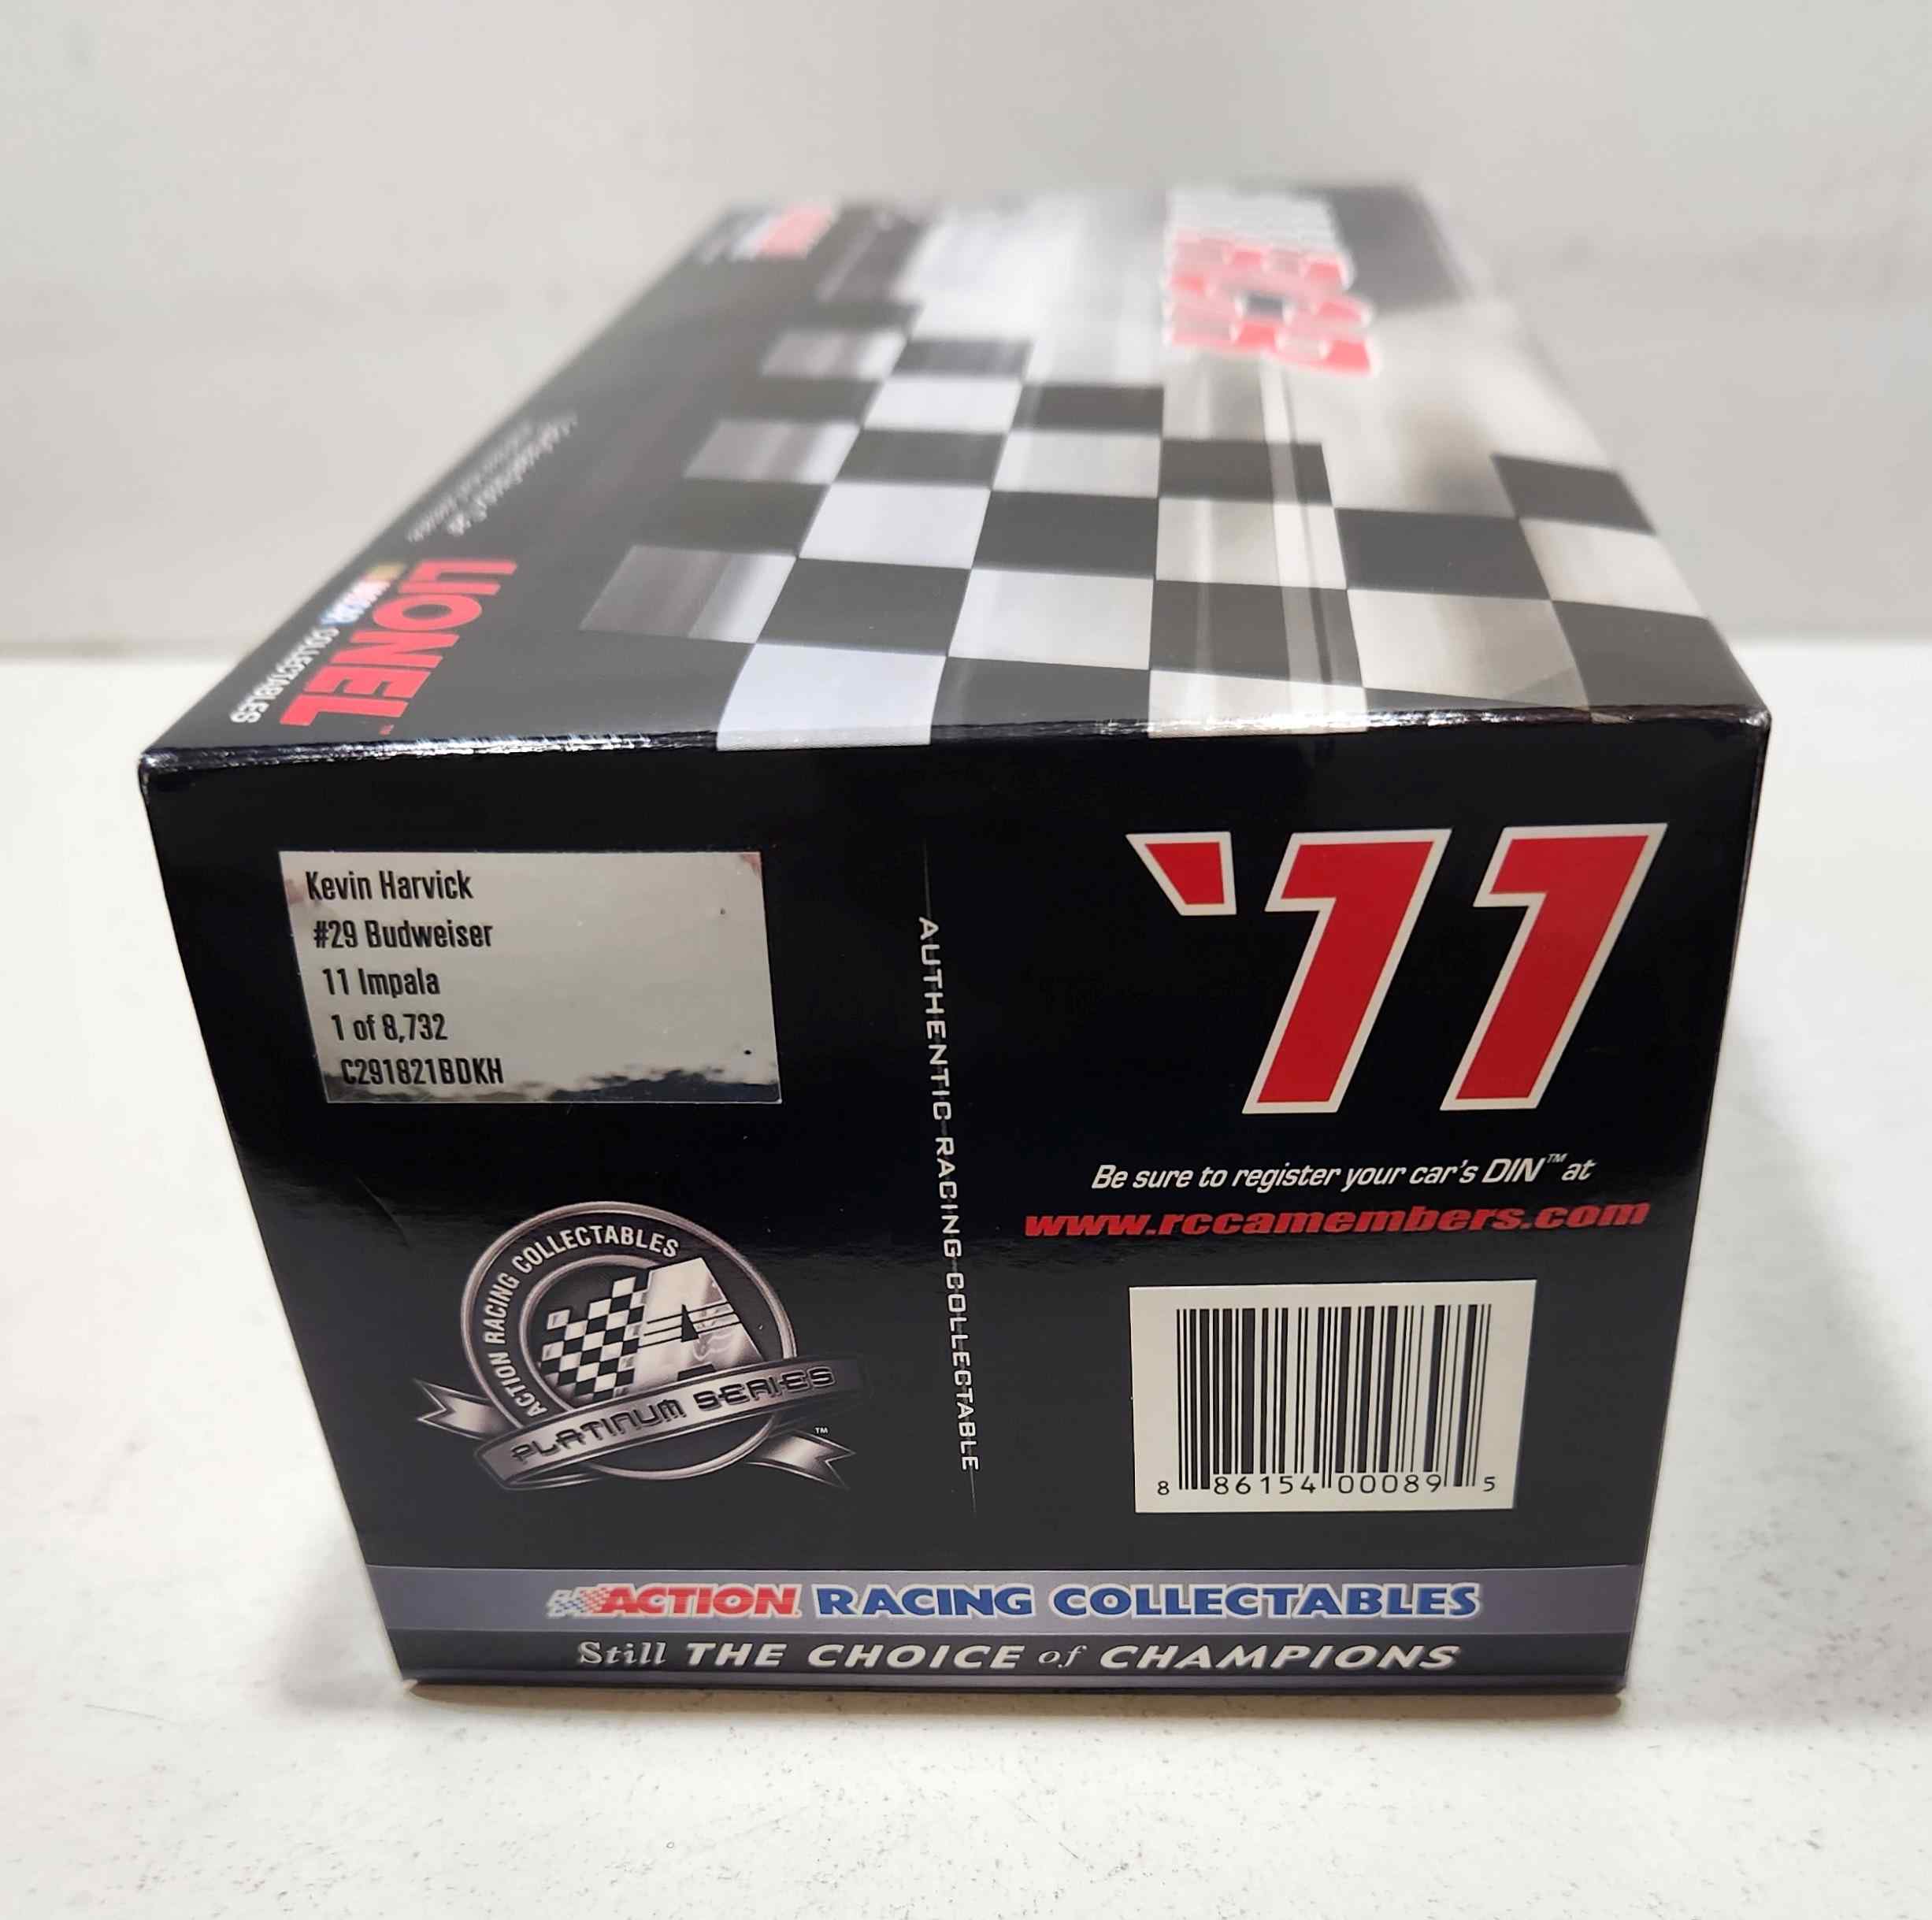 LIONEL
NASCAR COLLECTABLES
Kevin Harvick
#29 Budweiser
11 Impala
1 of 8,732
C291821BDKH
'11
AUTHENTIC RACING COLLECTABLE
Be sure to register your car's DIN™ at
www.rccamembers.com
ACTION RACING COLLECTABLES
PLATINUM SERIES
TM
8 86154 00089 5
ACTION RACING COLLECTABLES
Still THE CHOICE of CHAMPIONS